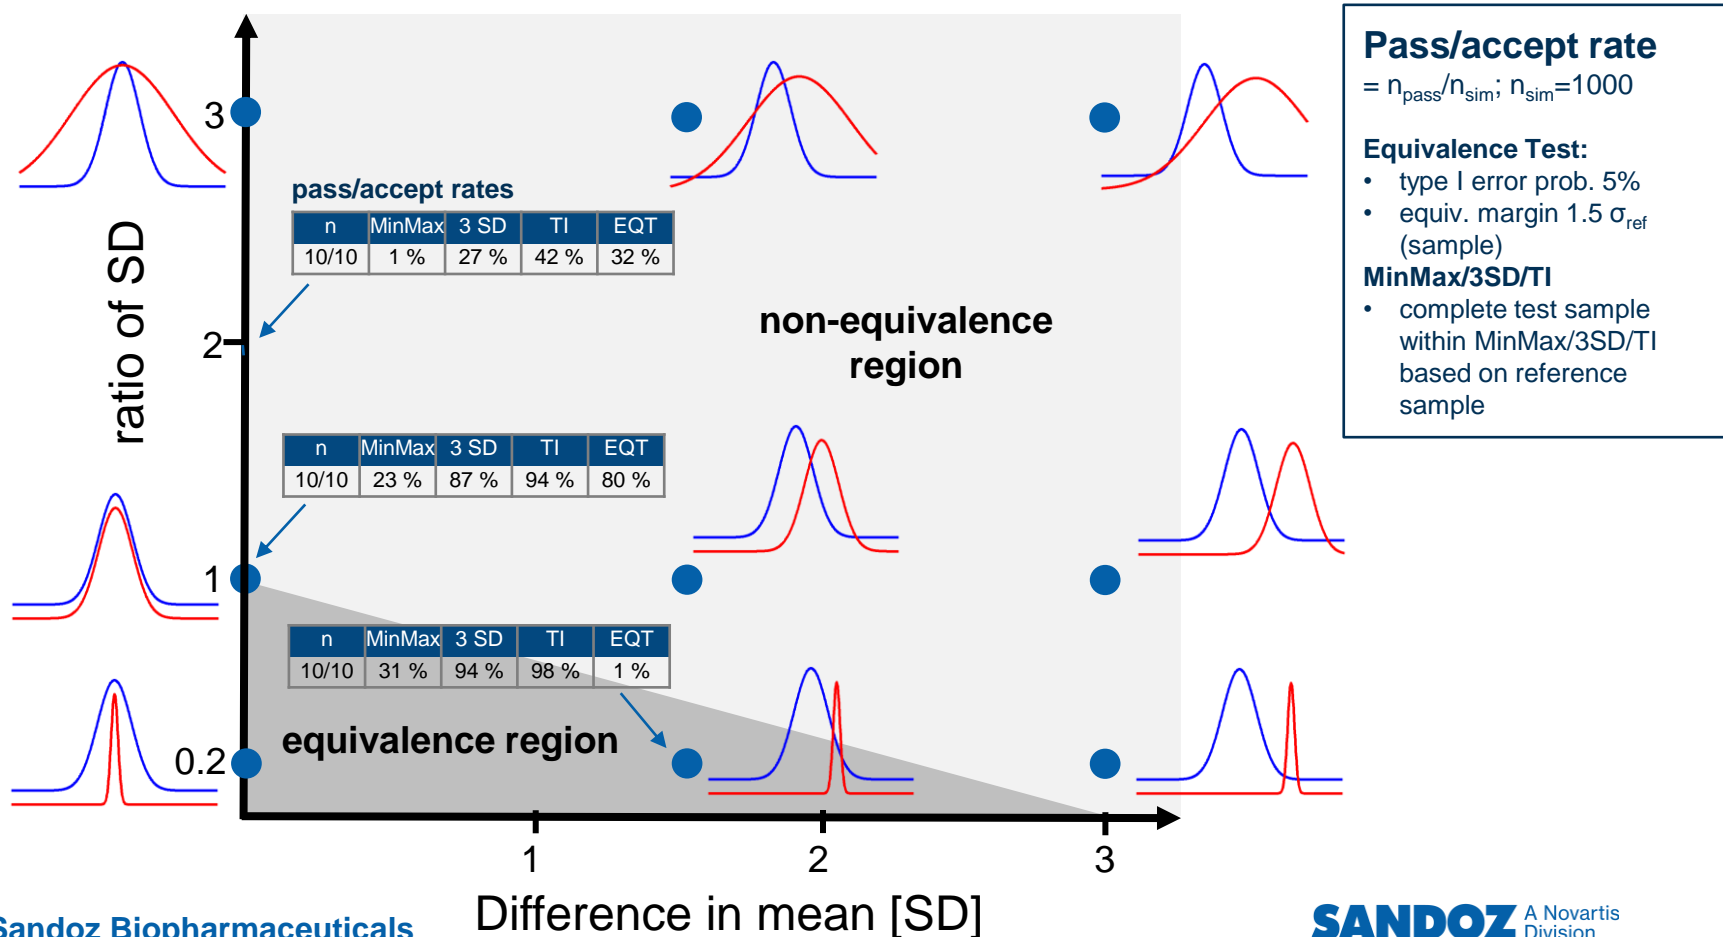 Pass/accept rate
= npass/nsim; nsim=1000
Equivalence Test:
• type I error prob. 5%
• equiv. margin 1.5 σref
(sample)
MinMax/3SD/TI
• complete test sample
within MinMax/3SD/TI
based on reference
sample
ratio of SD
3
2
1
0.2
pass/accept rates
n MinMax 3 SD TI EQT
10/10 1 % 27 % 42 % 32 %
non-equivalence
region
n MinMax 3 SD TI EQT
10/10 23 % 87 % 94 % 80 %
n MinMax 3 SD TI EQT
10/10 31 % 94 % 98 % 1 %
equivalence region
1 2 3
Difference in mean [SD]
Sandoz Biopharmaceuticals
SANDOZ A Novartis
Division